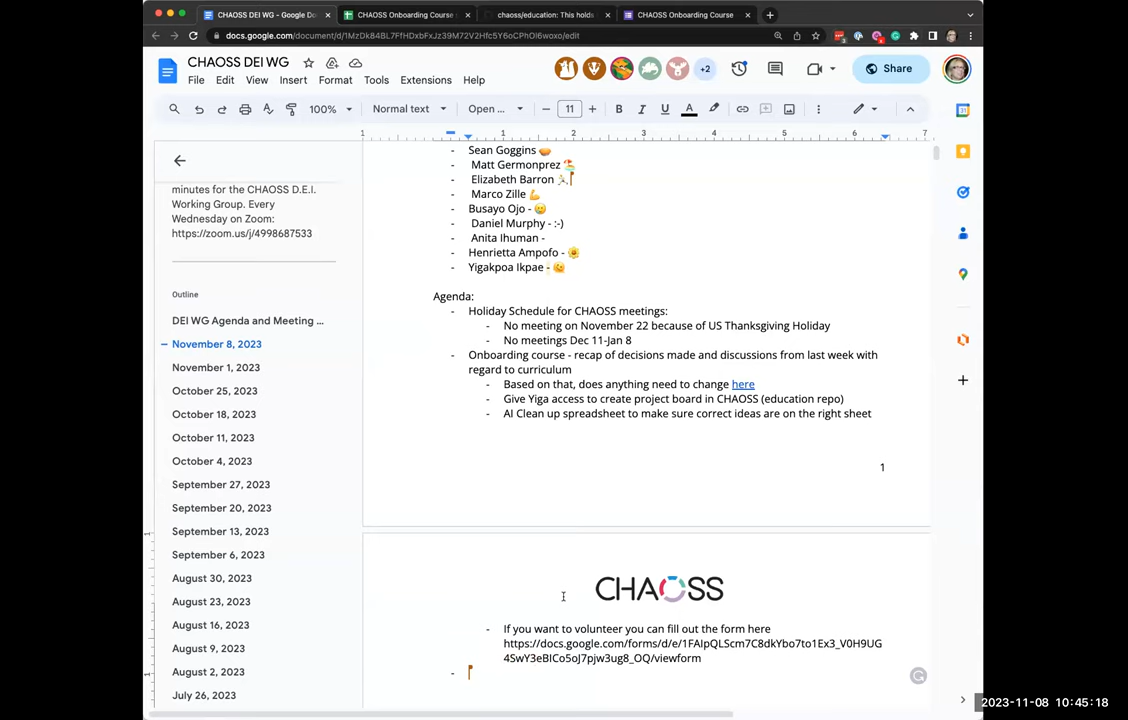 CHAOSS DEI WG - Google Do
CHAOSS Onboarding Course
chaoss/education: This holds
CHAOSS Onboarding Course
docs.google.com/document/d/1MzDk84BL7FfHDxbFxJz39M72V2Hfc5Y6oCPhOl6woxo/edit
CHAOSS DEI WG
File Edit View Insert Format Tools Extensions Help
+2
Share
100%
Normal text
Open ...
11
1 1 2 3 4 5 6 7
minutes for the CHAOSS D.E.I.
Working Group. Every
Wednesday on Zoom:
https://zoom.us/j/4998687533
Outline
DEI WG Agenda and Meeting ...
November 8, 2023
November 1, 2023
October 25, 2023
October 18, 2023
October 11, 2023
October 4, 2023
September 27, 2023
September 20, 2023
September 13, 2023
September 6, 2023
August 30, 2023
August 23, 2023
August 16, 2023
August 9, 2023
August 2, 2023
July 26, 2023
- Sean Goggins 🥧
- Matt Germonprez 🏖️
- Elizabeth Barron
- Marco Zille 💪
- Busayo Ojo - 😀
- Daniel Murphy - :-)
- Anita Ihuman -
- Henrietta Ampofo - 🌼
- Yigakpoa Ikpae - 🤗
Agenda:
- Holiday Schedule for CHAOSS meetings:
- No meeting on November 22 because of US Thanksgiving Holiday
- No meetings Dec 11-Jan 8
- Onboarding course - recap of decisions made and discussions from last week with
regard to curriculum
- Based on that, does anything need to change here
- Give Yiga access to create project board in CHAOSS (education repo)
- AI Clean up spreadsheet to make sure correct ideas are on the right sheet
1
CHAOSS
- If you want to volunteer you can fill out the form here
https://docs.google.com/forms/d/e/1FAIpQLScm7C8dkYbo7to1Ex3_V0H9UG
4SwY3eBICo5oJ7pjw3ug8_OQ/viewform
-
2023-11-08 10:45:18